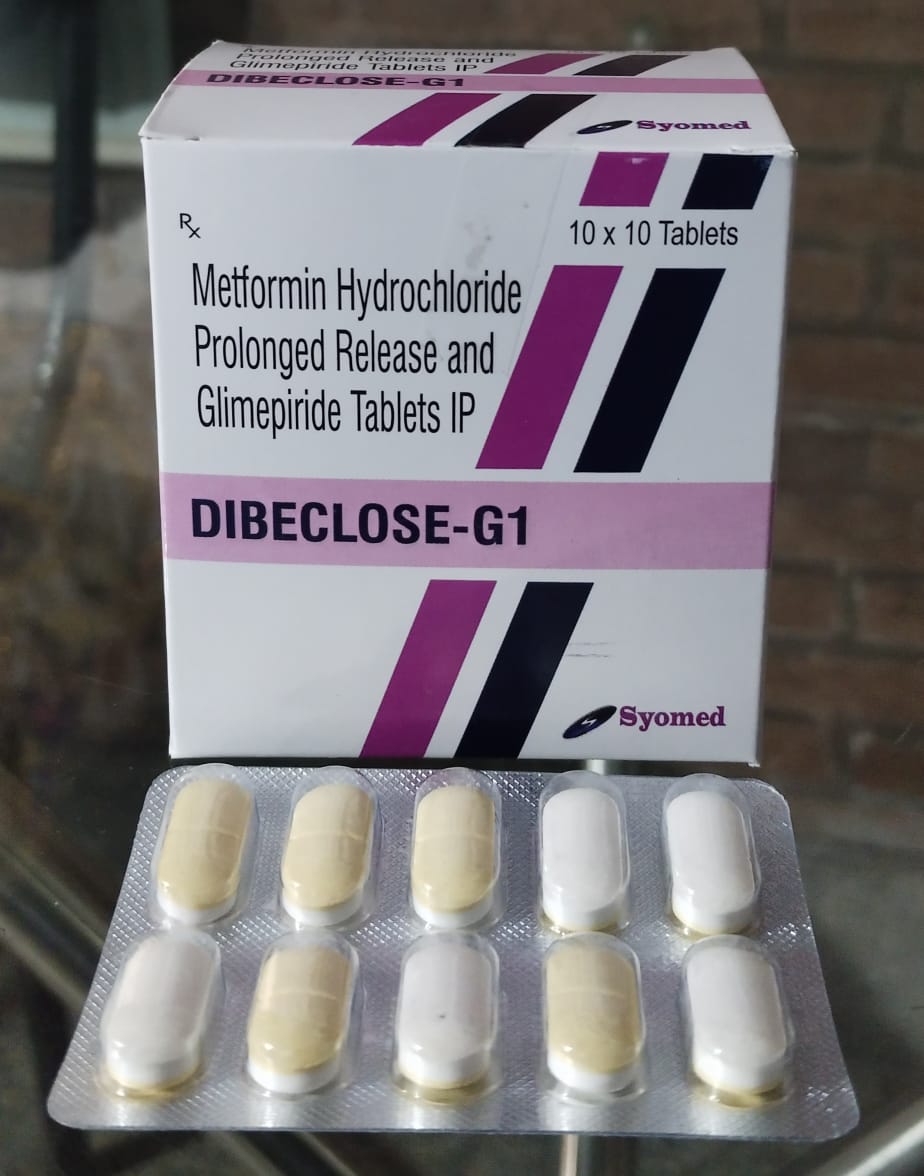 Metformin Hydrochloride
Prolonged Release and
Glimepiride Tablets IP
DIBECLOSE-G1
Syomed
Rx
10 x 10 Tablets
Metformin Hydrochloride
Prolonged Release and
Glimepiride Tablets IP
DIBECLOSE-G1
Syomed